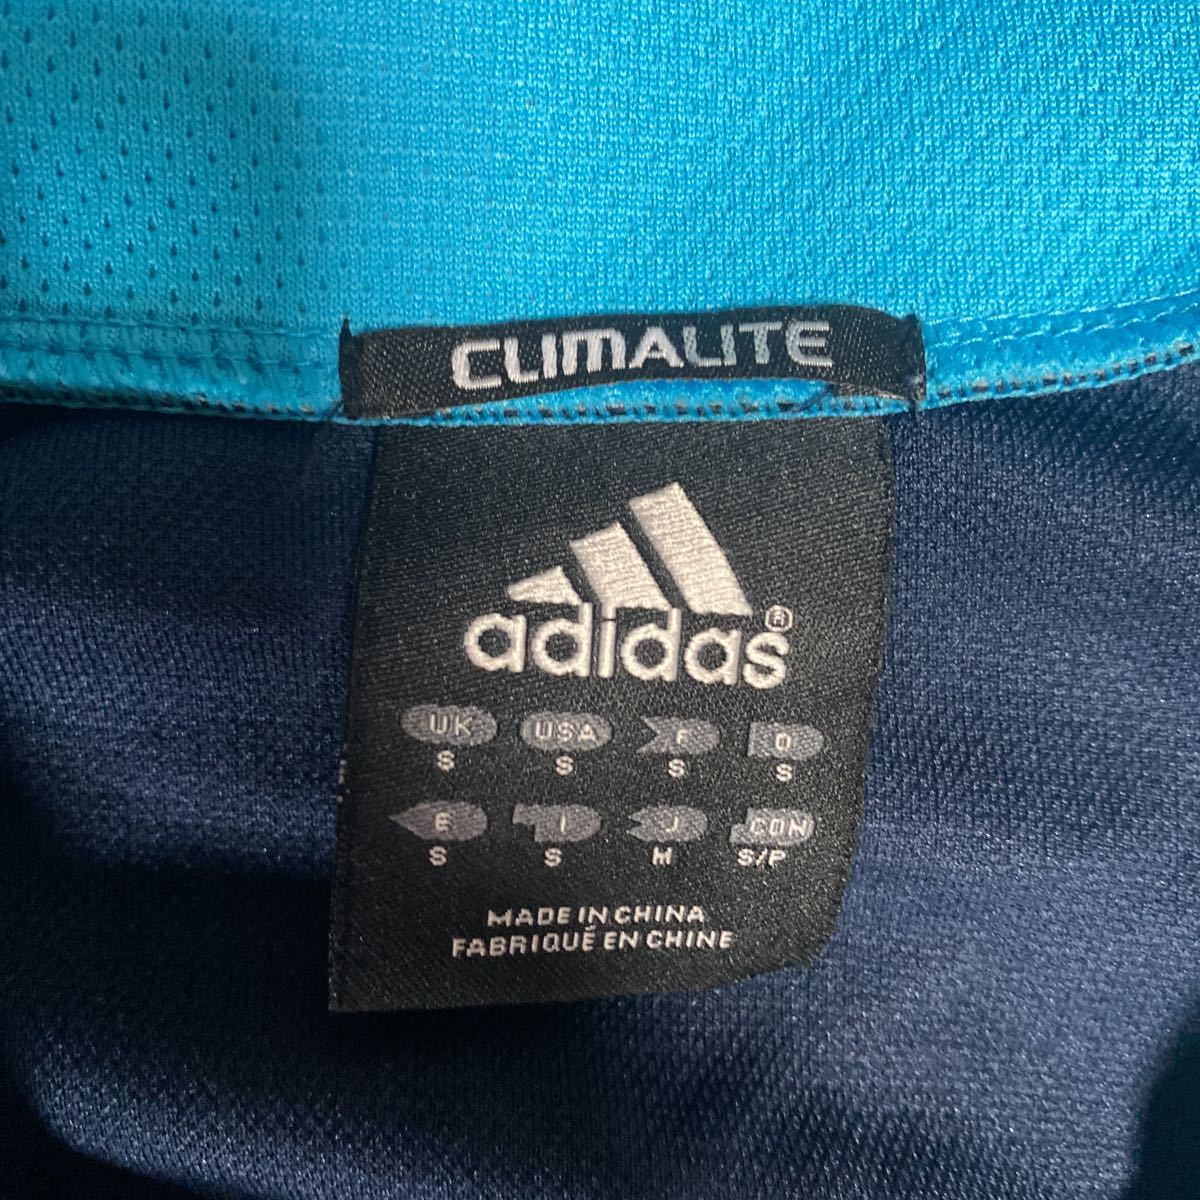 CLIMALITE
adidas®
UK USA F D
S S S S
E I J CON
S S M S/P
MADE IN CHINA
FABRIQUÉ EN CHINE